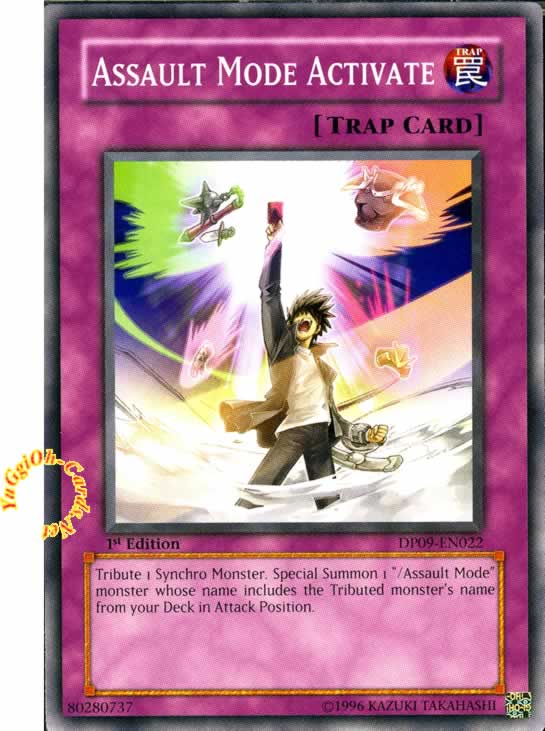 ASSAULT MODE ACTIVATE
TRAP
罠
[TRAP CARD]
YuGgiOh-Cards.Net
1st Edition
DP09-EN022
Tribute 1 Synchro Monster. Special Summon 1 "/Assault Mode"
monster whose name includes the Tributed monster's name
from your Deck in Attack Position.
80280737
©1996 KAZUKI TAKAHASHI